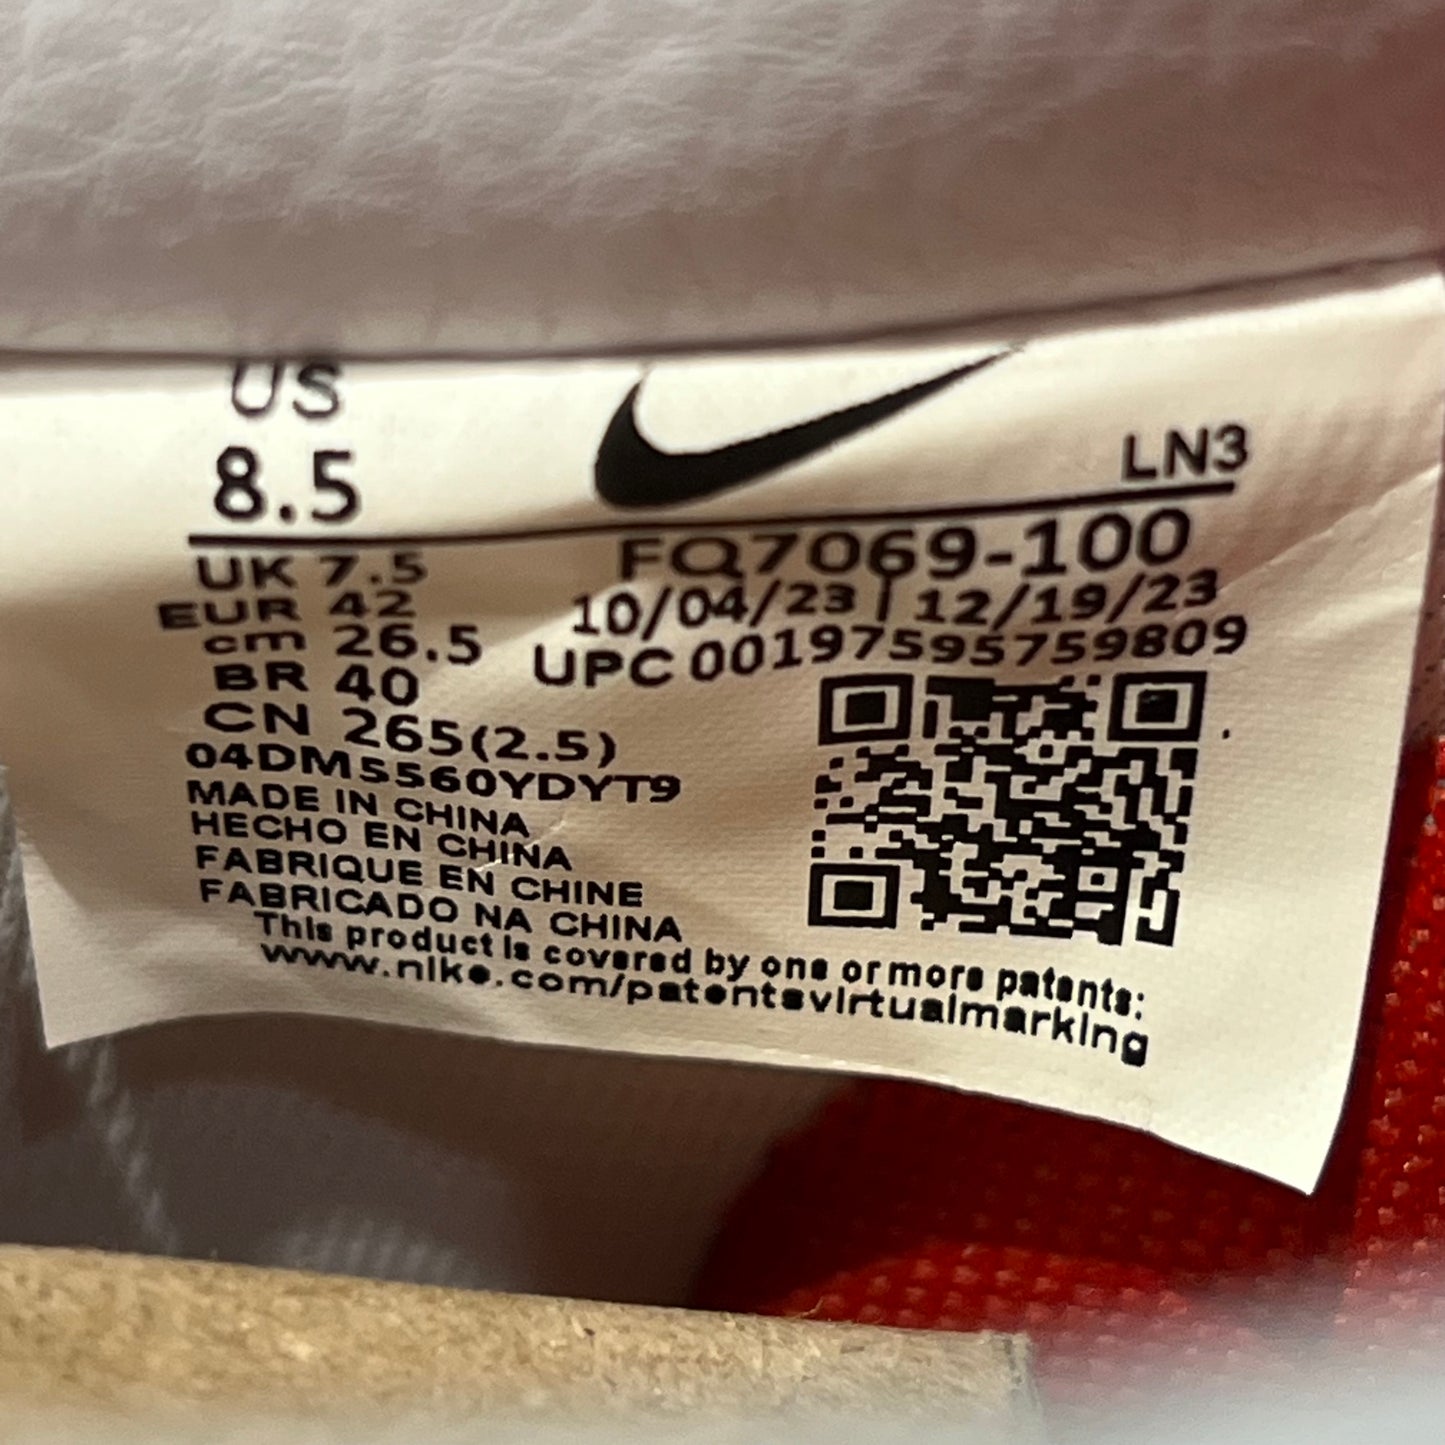 US
8.5
LN3
UK 7.5
EUR 42
cm 26.5
BR 40
CN 265(2.5)
FQ7069-100
10/04/23 | 12/19/23
UPC 00197595759809
04DM5560YDYT9
MADE IN CHINA
HECHO EN CHINA
FABRIQUE EN CHINE
FABRICADO NA CHINA
This product is covered by one or more patents:
www.nike.com/patentsvirtualmarking